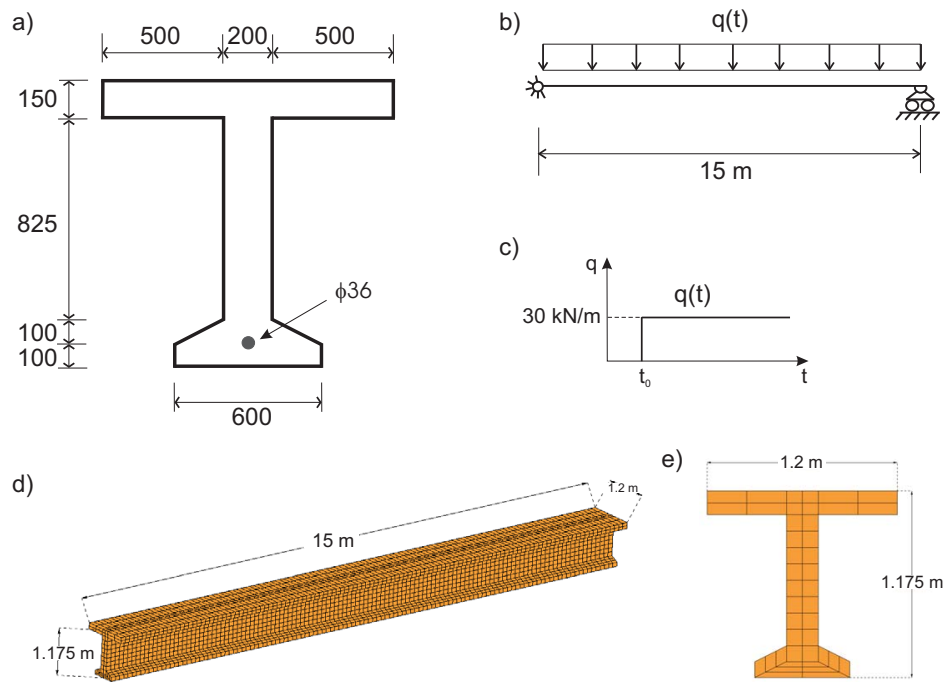 a)
500 200 500
150
825
100
100
ϕ36
600
b)
q(t)
15 m
c)
q
q(t)
30 kN/m
t₀
t
d)
15 m
1.2 m
1.175 m
e)
1.2 m
1.175 m